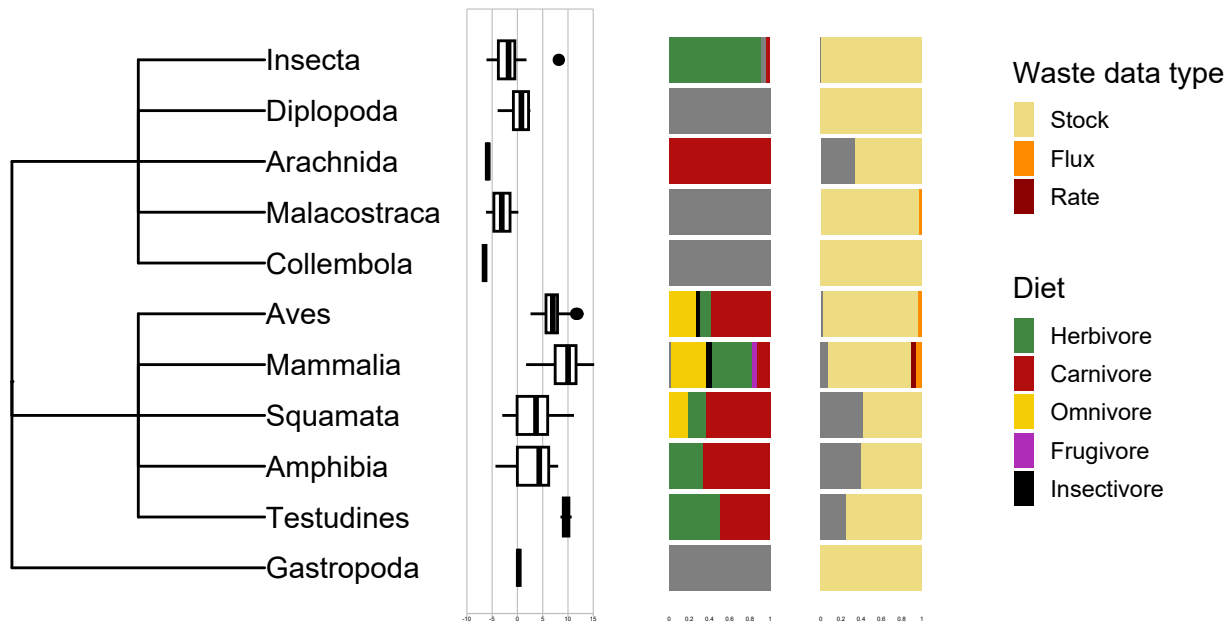 Insecta
Diplopoda
Arachnida
Malacostraca
Collembola
Aves
Mammalia
Squamata
Amphibia
Testudines
Gastropoda
-10 -5 0 5 10 15
0 0.2 0.4 0.6 0.8 1
0 0.2 0.4 0.6 0.8 1
Waste data type
Stock
Flux
Rate
Diet
Herbivore
Carnivore
Omnivore
Frugivore
Insectivore